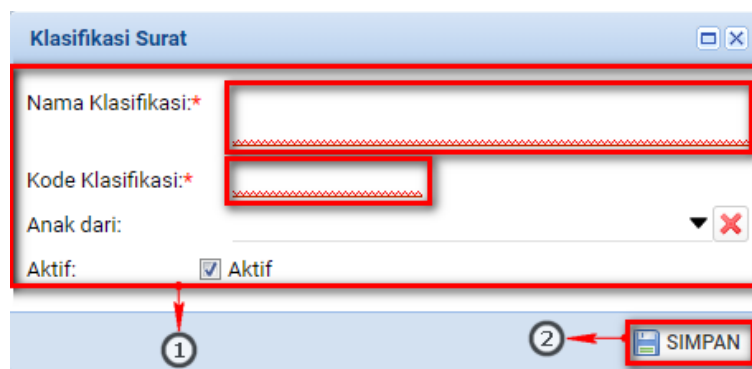 Klasifikasi Surat
Nama Klasifikasi:*
Kode Klasifikasi:*
Anak dari:
Aktif: Aktif
1 2 SIMPAN